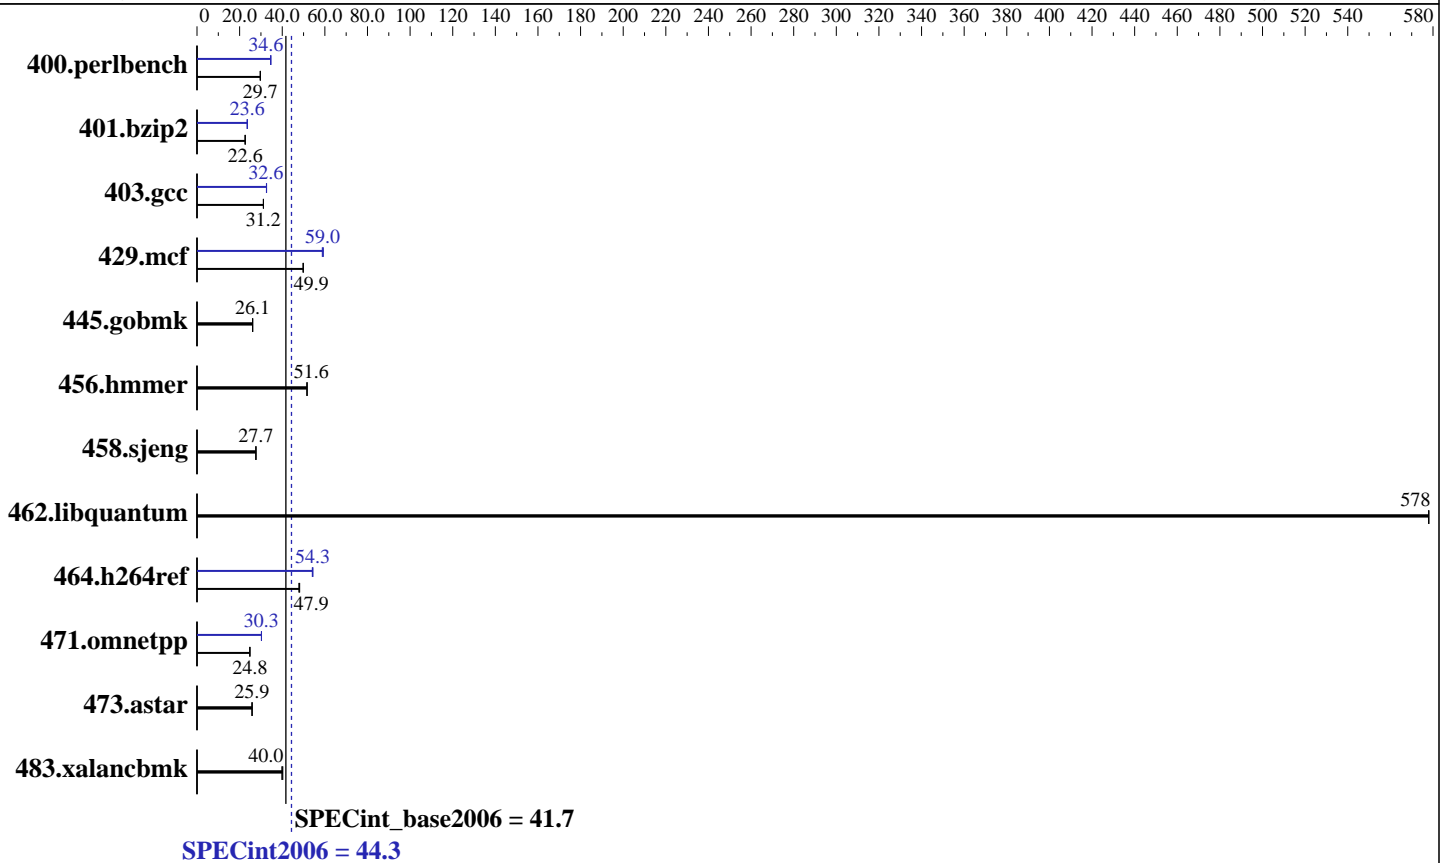 0 20.0 40.0 60.0 80.0 100 120 140 160 180 200 220 240 260 280 300 320 340 360 380 400 420 440 460 480 500 520 540 580
34.6
400.perlbench
29.7
23.6
401.bzip2
22.6
32.6
403.gcc
31.2
59.0
429.mcf
49.9
26.1
445.gobmk
51.6
456.hmmer
27.7
458.sjeng
578
462.libquantum
54.3
464.h264ref
47.9
30.3
471.omnetpp
24.8
25.9
473.astar
40.0
483.xalancbmk
SPECint_base2006 = 41.7
SPECint2006 = 44.3